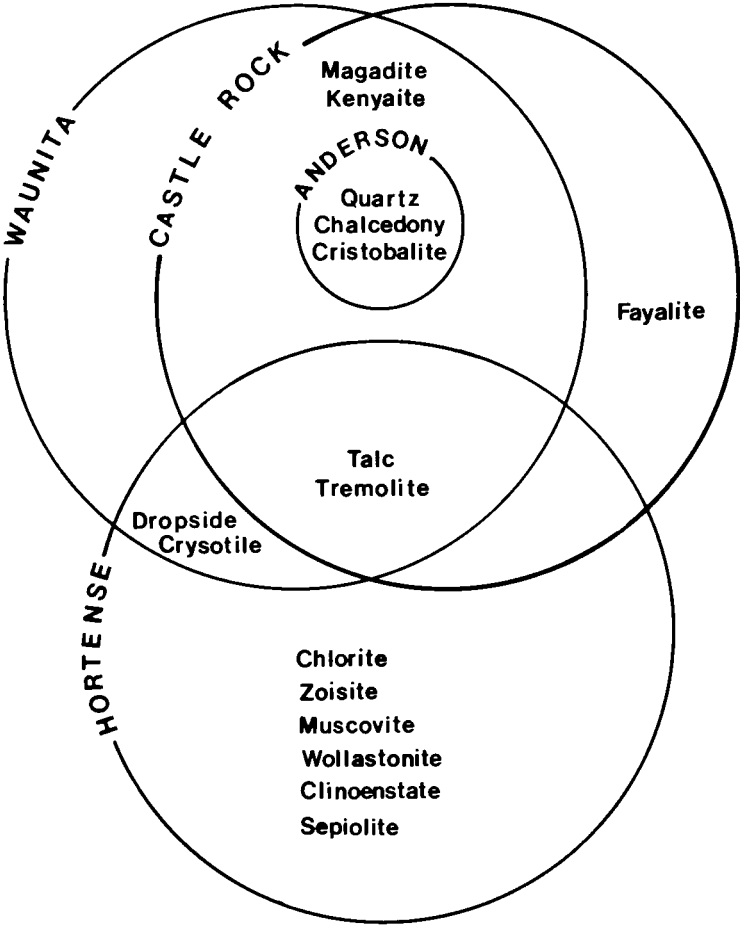 WAUNITA
CASTLE ROCK
Magadite
Kenyaite
ANDERSON
Quartz
Chalcedony
Cristobalite
Fayalite
Talc
Tremolite
Dropside
Crysotile
HORTENSE
Chlorite
Zoisite
Muscovite
Wollastonite
Clinoenstate
Sepiolite